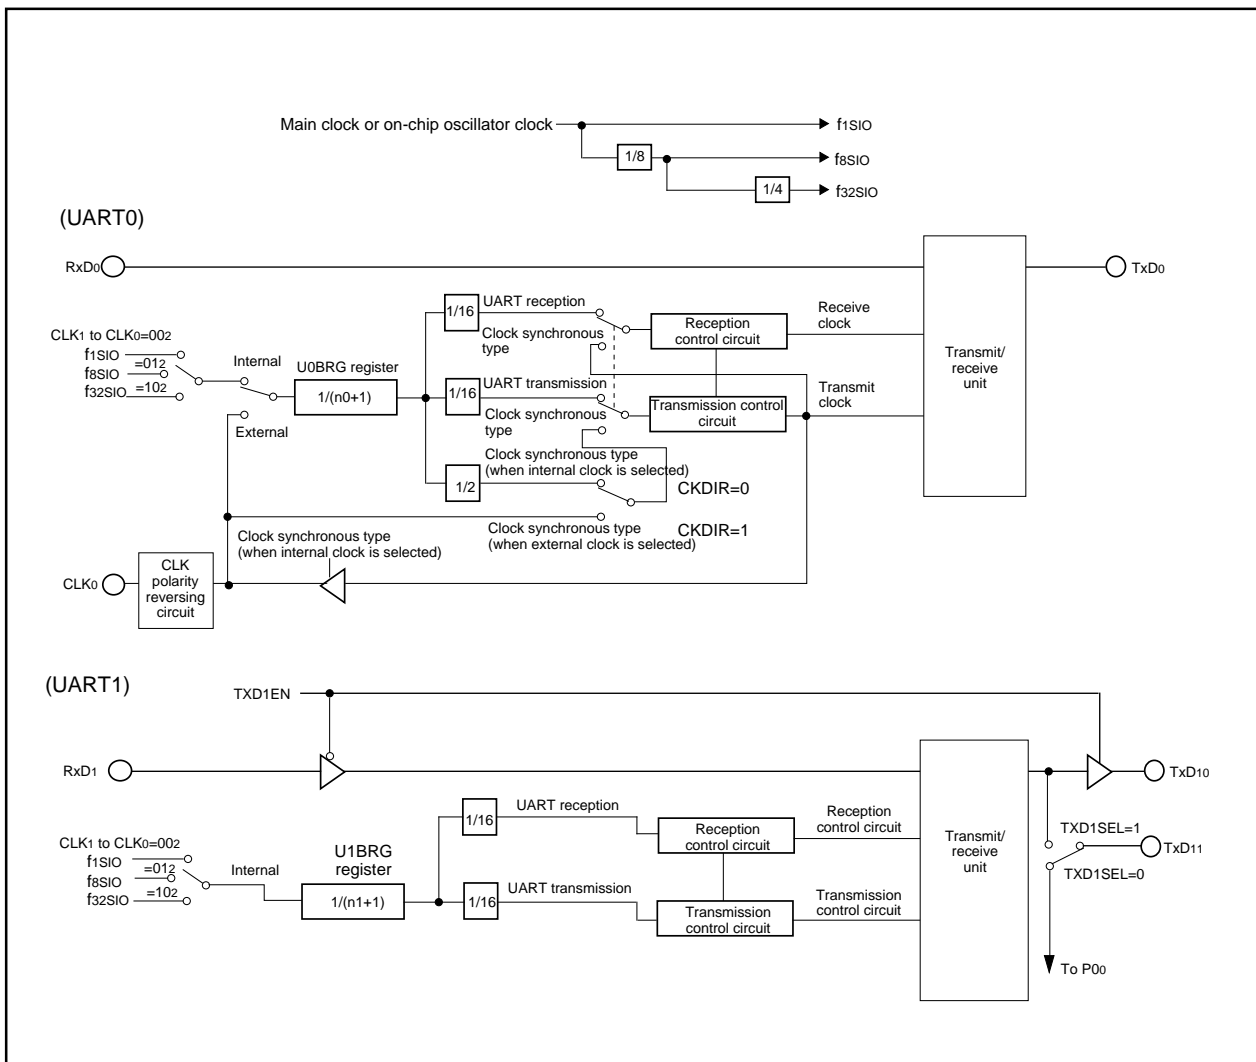 Main clock or on-chip oscillator clock
f1SIO
1/8
f8SIO
1/4
f32SIO
(UART0)
RxD0
TxD0
1/16
UART reception
Clock synchronous
type
Reception
control circuit
Receive
clock
Transmit/
receive
unit
CLK1 to CLK0=002
f1SIO
=012
f8SIO
=102
f32SIO
Internal
External
U0BRG register
1/(n0+1)
1/16
UART transmission
Clock synchronous
type
Transmission control
circuit
Transmit
clock
Clock synchronous type
(when internal clock is selected)
1/2
CKDIR=0
Clock synchronous type
(when external clock is selected)
CKDIR=1
Clock synchronous type
(when internal clock is selected)
CLK0
CLK
polarity
reversing
circuit
(UART1)
TXD1EN
RxD1
TxD10
1/16
UART reception
Reception
control circuit
Reception
control circuit
Transmit/
receive
unit
TXD1SEL=1
TxD11
TXD1SEL=0
CLK1 to CLK0=002
f1SIO
=012
f8SIO
=102
f32SIO
Internal
U1BRG
register
1/(n1+1)
1/16
UART transmission
Transmission
control circuit
Transmission
control circuit
To P00